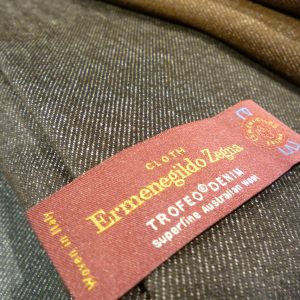 CLOTH
Ermenegildo Zegna
TROFEO® DENIM
Superfine Australian Wool
Woven in Italy